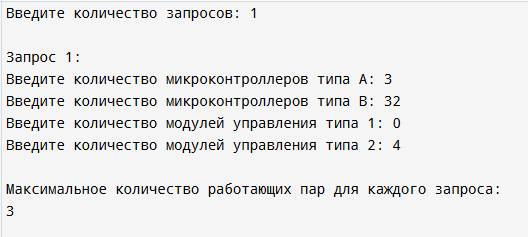 Введите количество запросов: 1
Запрос 1:
Введите количество микроконтроллеров типа A: 3
Введите количество микроконтроллеров типа B: 32
Введите количество модулей управления типа 1: 0
Введите количество модулей управления типа 2: 4
Максимальное количество работающих пар для каждого запроса:
3